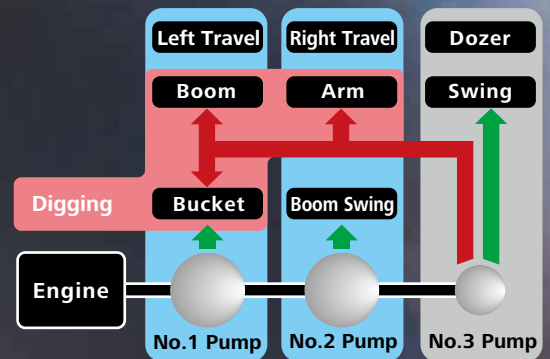 Left Travel
Right Travel
Dozer
Boom
Arm
Swing
Digging
Bucket
Boom Swing
Engine
No.1 Pump
No.2 Pump
No.3 Pump